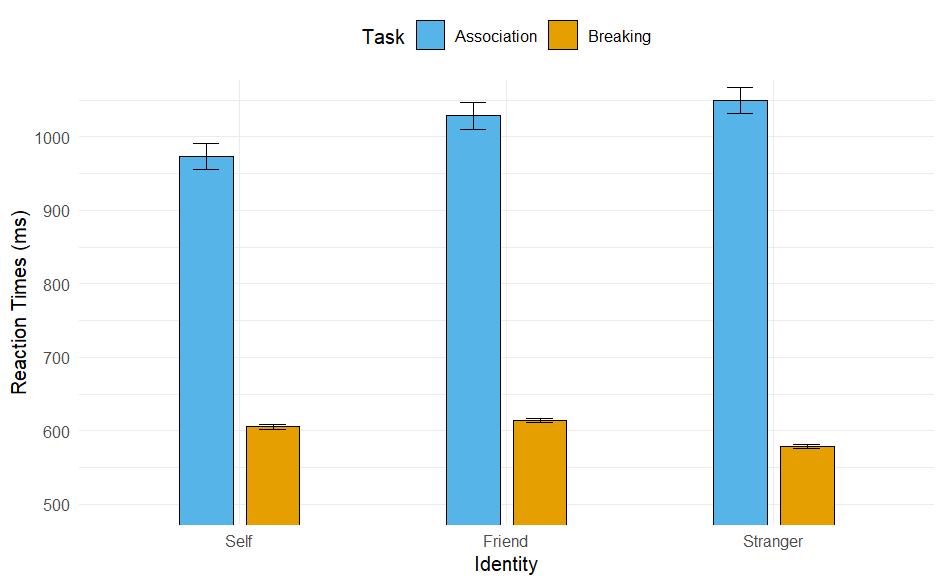 Task Association Breaking
1000
900
800
700
600
500
Reaction Times (ms)
Self Friend Stranger
Identity